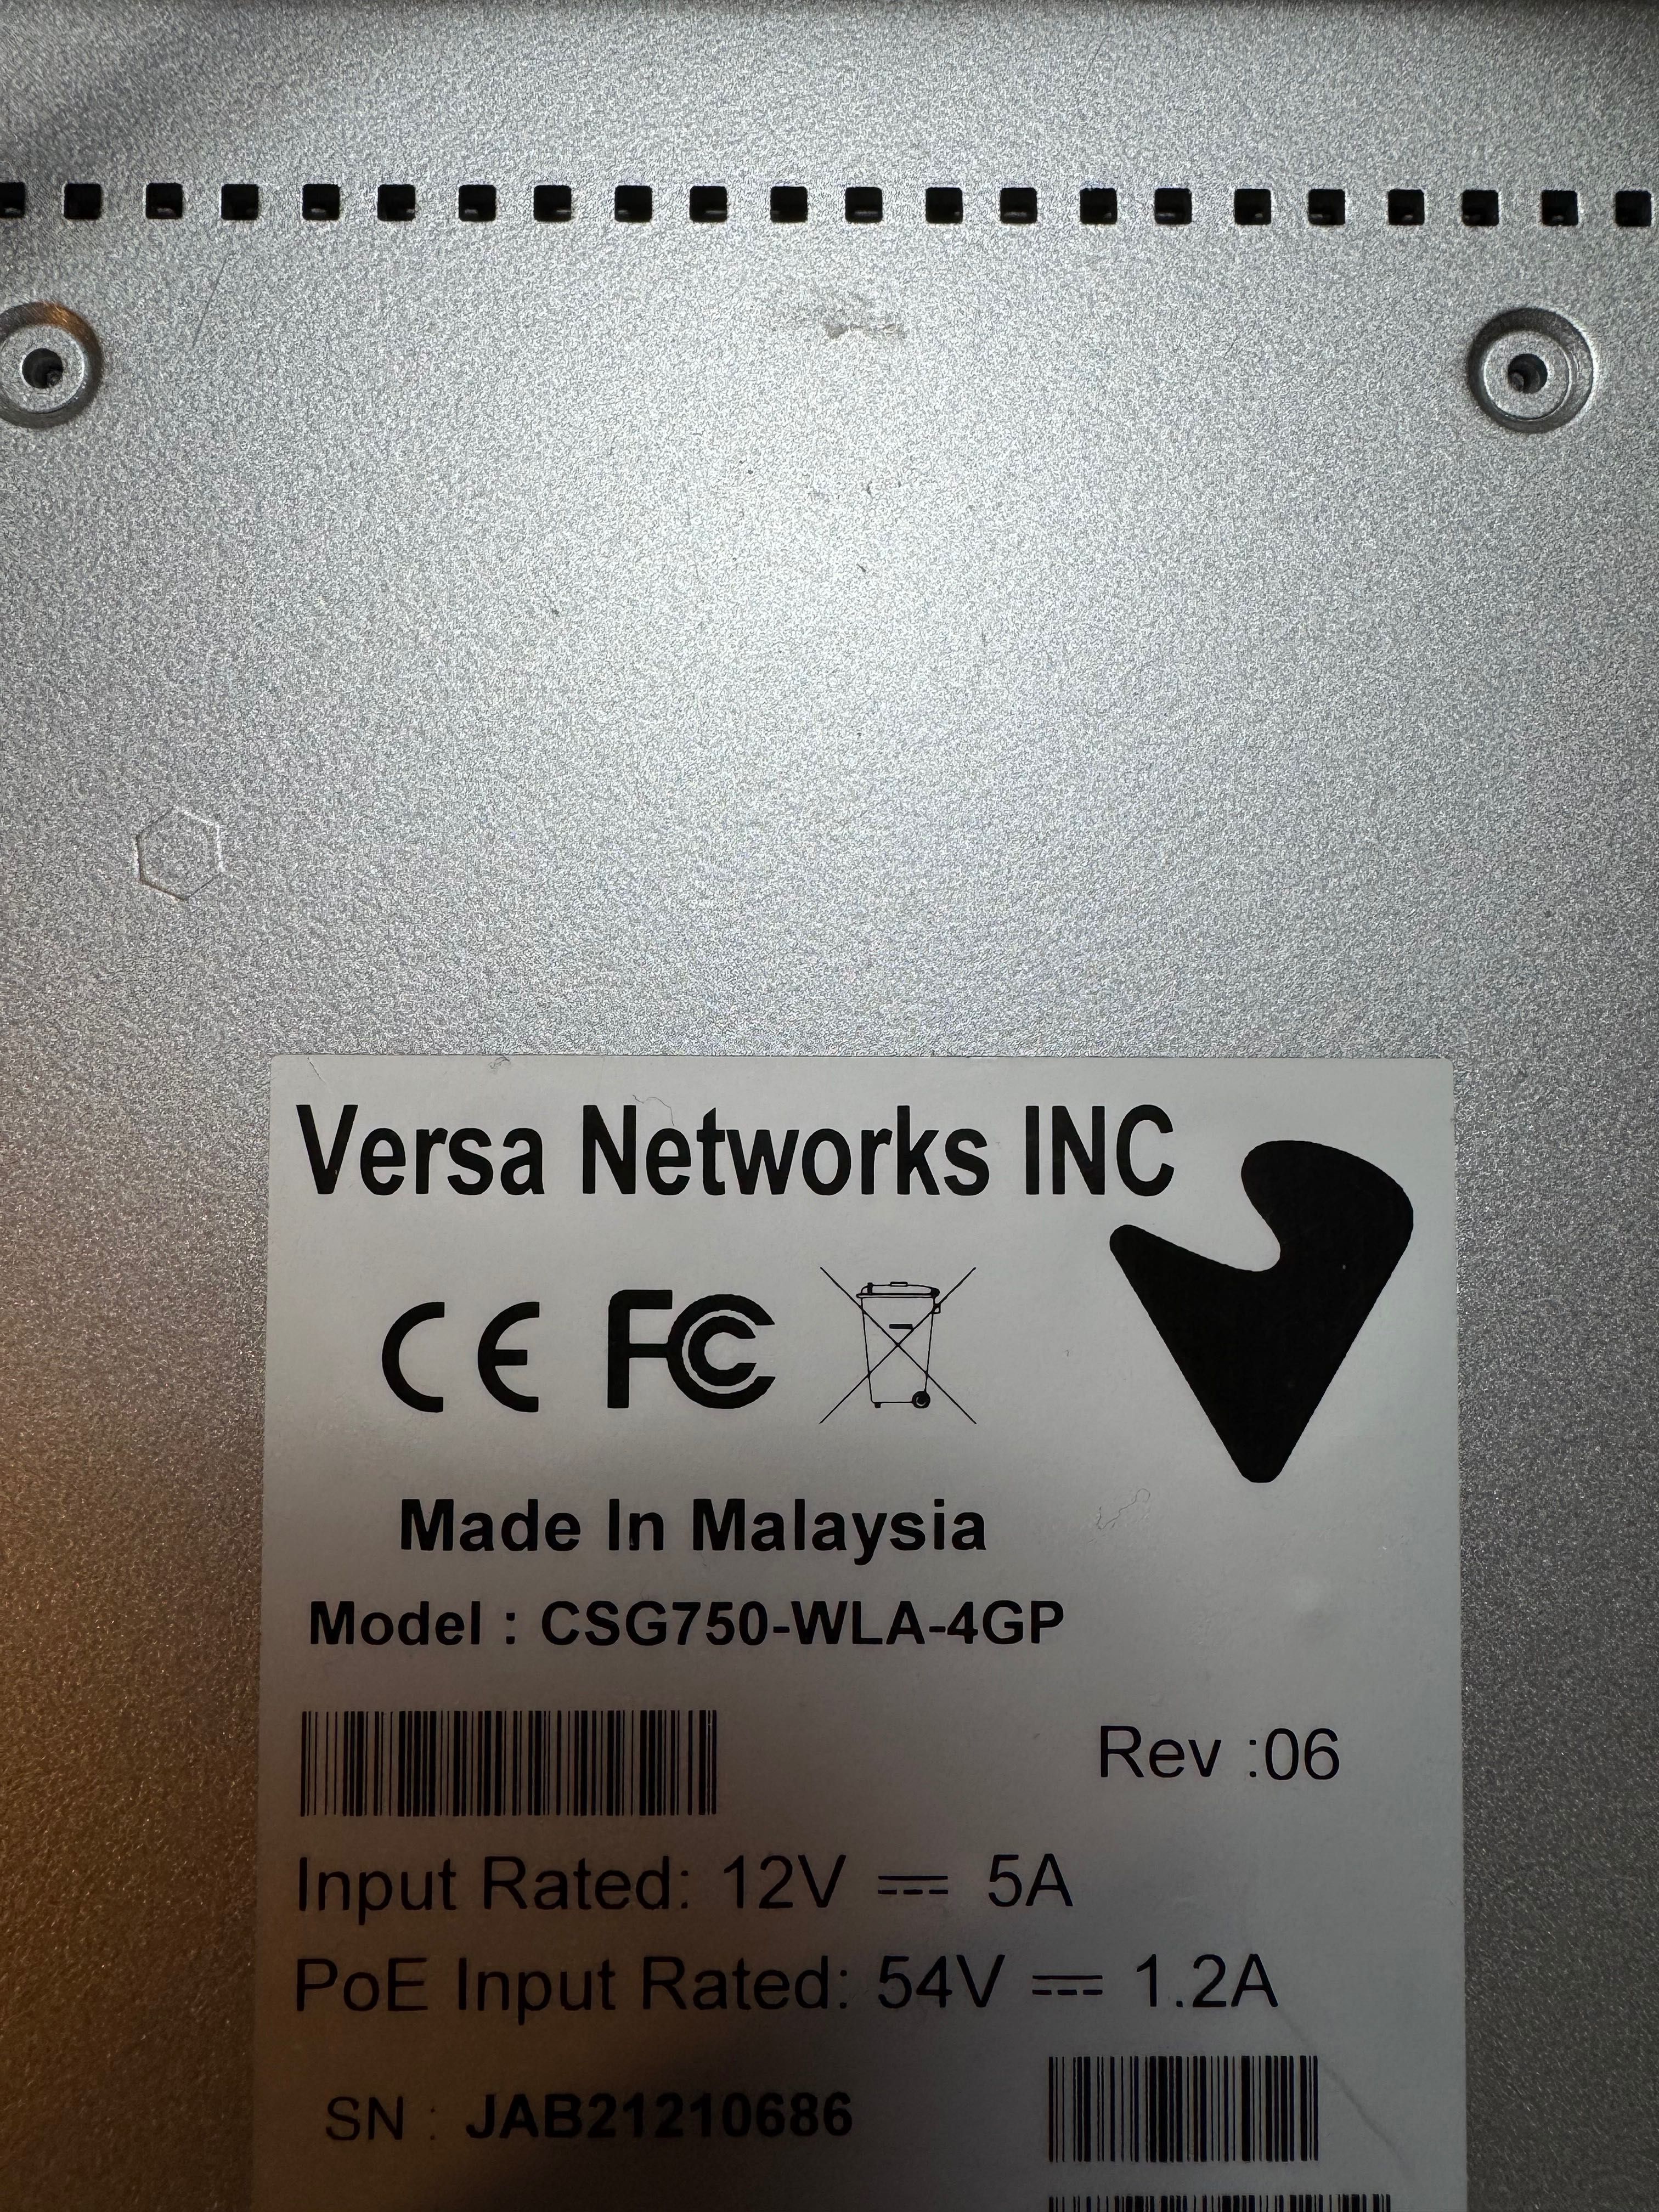 Versa Networks INC
CE FC
Made In Malaysia
Model : CSG750-WLA-4GP
Rev :06
Input Rated: 12V ⎓ 5A
PoE Input Rated: 54V ⎓ 1.2A
SN : JAB21210686